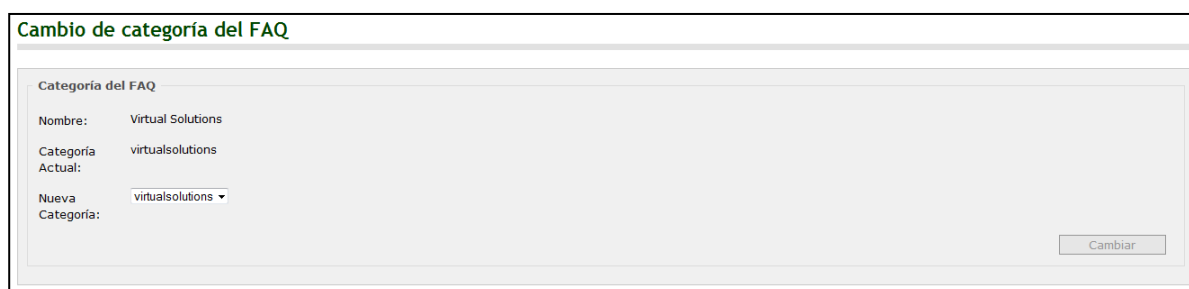 Cambio de categoría del FAQ
Categoría del FAQ
Nombre: Virtual Solutions
Categoría virtualsolutions
Actual:
Nueva virtualsolutions
Categoría:
Cambiar